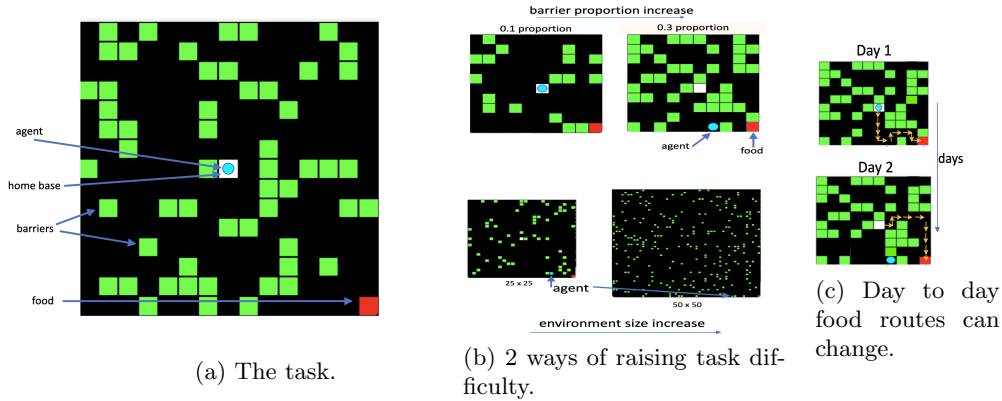 agent
home base
barriers
food
(a) The task.
barrier proportion increase
0.1 proportion
0.3 proportion
agent
food
25 x 25
agent
50 x 50
environment size increase
(b) 2 ways of raising task dif-
ficulty.
Day 1
days
Day 2
(c) Day to day
food routes can
change.